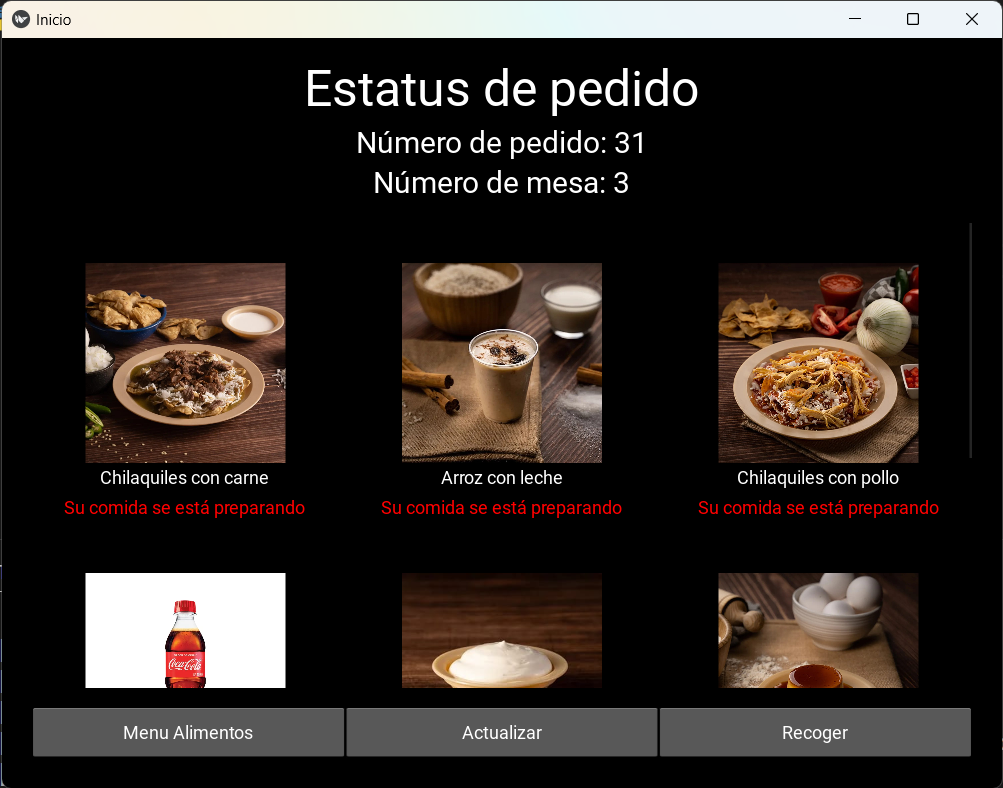 Inicio
Estatus de pedido
Número de pedido: 31
Número de mesa: 3
Chilaquiles con carne
Arroz con leche
Chilaquiles con pollo
Su comida se está preparando
Su comida se está preparando
Su comida se está preparando
Coca-Cola
Menu Alimentos
Actualizar
Recoger